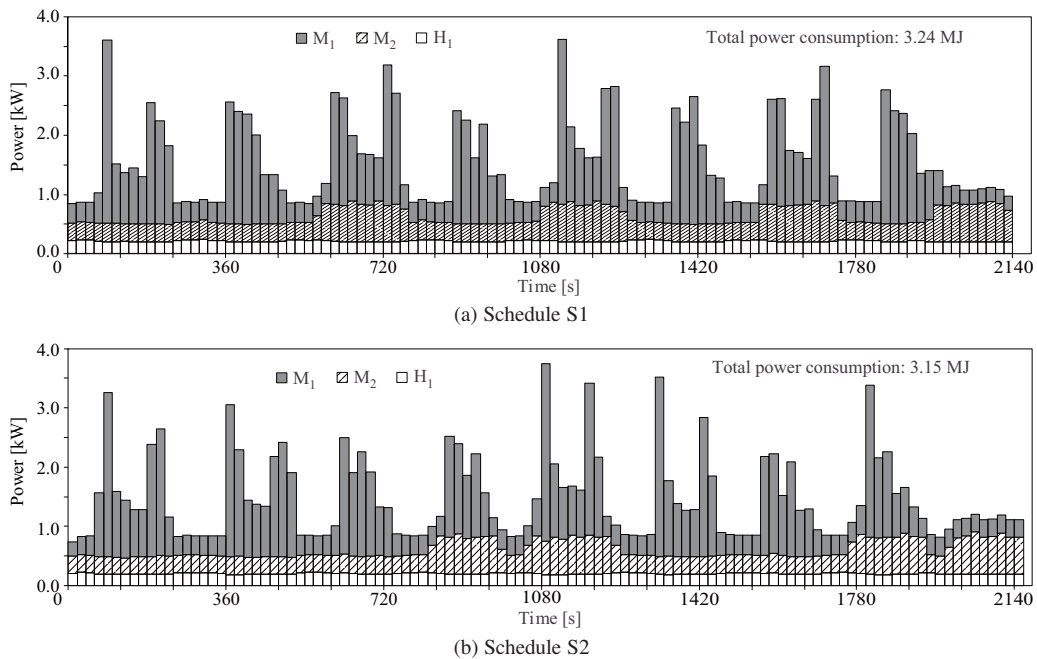 4.0
3.0
2.0
1.0
0.0
Power [kW]
M1 M2 H1
Total power consumption: 3.24 MJ
0 360 720 1080 1420 1780 2140
Time [s]
(a) Schedule S1
4.0
3.0
2.0
1.0
0.0
Power [kW]
M1 M2 H1
Total power consumption: 3.15 MJ
0 360 720 1080 1420 1780 2140
Time [s]
(b) Schedule S2